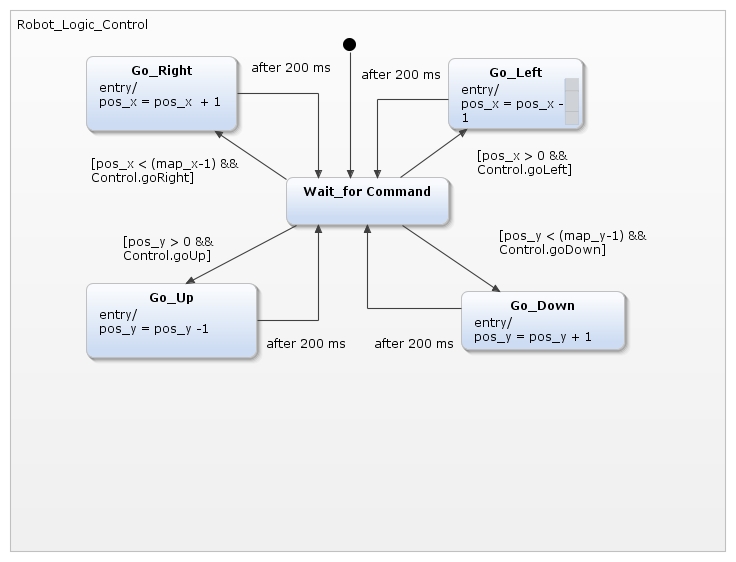 Robot_Logic_Control
Go_Right
entry/
pos_x = pos_x  + 1
after 200 ms
after 200 ms
Go_Left
entry/
pos_x = pos_x -
1
[pos_x < (map_x-1) &&
Control.goRight]
[pos_x > 0 &&
Control.goLeft]
Wait_for Command
[pos_y > 0 &&
Control.goUp]
[pos_y < (map_y-1) &&
Control.goDown]
Go_Up
entry/
pos_y = pos_y -1
after 200 ms
after 200 ms
Go_Down
entry/
pos_y = pos_y + 1